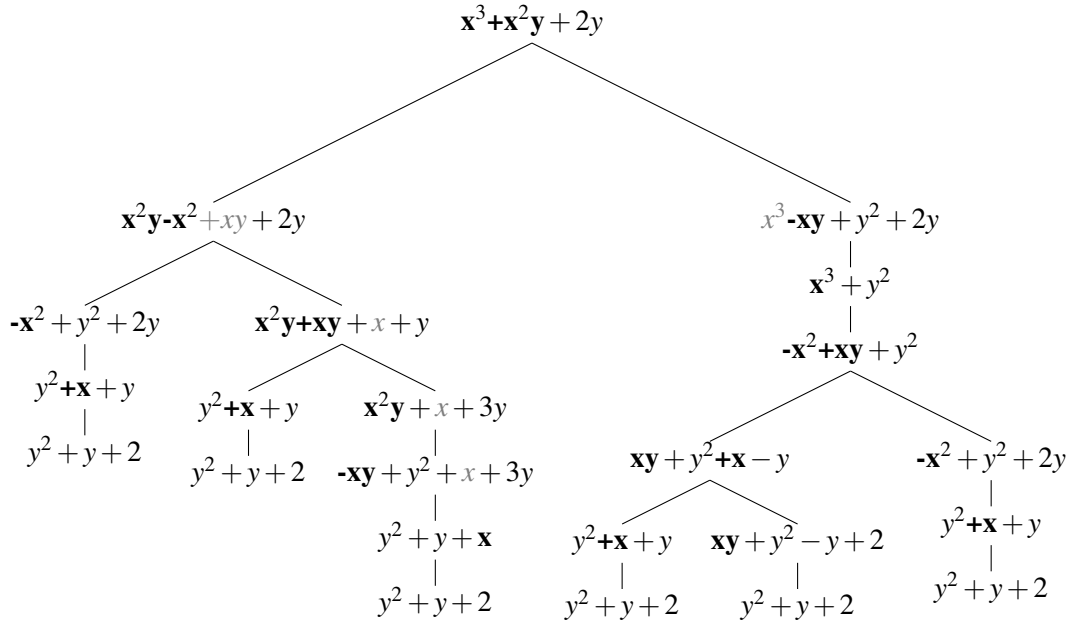 x³+x²y + 2y
x²y-x² +xy + 2y
x³ -xy + y² + 2y
x³ + y²
-x² + y² + 2y
x²y+xy + x + y
-x²+xy + y²
y²+x + y
y²+x + y
x²y + x + 3y
y² + y + 2
y² + y + 2
-xy + y² + x + 3y
xy + y²+x − y
-x² + y² + 2y
y² + y + x
y²+x + y
xy + y² − y + 2
y²+x + y
y² + y + 2
y² + y + 2
y² + y + 2
y² + y + 2